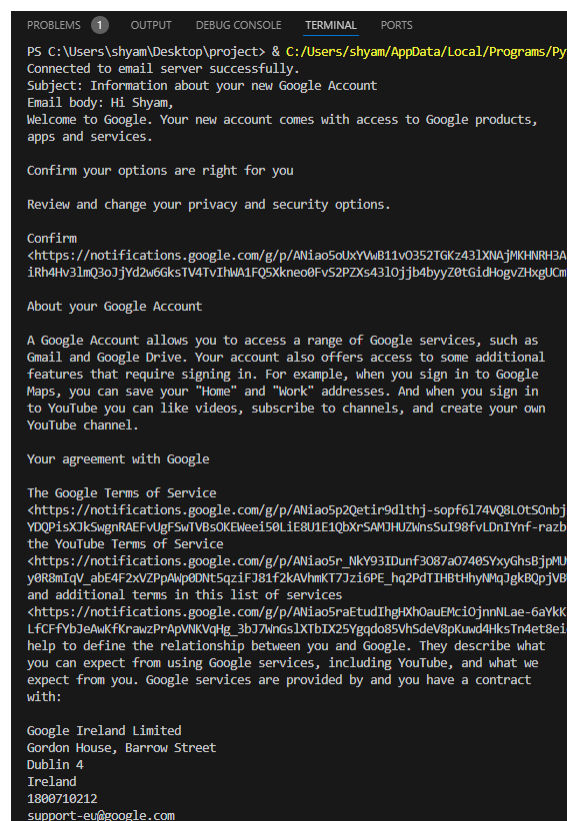 PROBLEMS 1 OUTPUT DEBUG CONSOLE TERMINAL PORTS
PS C:\Users\shyam\Desktop\project> & C:/Users/shyam/AppData/Local/Programs/Py
Connected to email server successfully.
Subject: Information about your new Google Account
Email body: Hi Shyam,
Welcome to Google. Your new account comes with access to Google products,
apps and services.
Confirm your options are right for you
Review and change your privacy and security options.
Confirm
<https://notifications.google.com/g/p/ANiao5oUxYVwB11vO352TGKz43lXNAjMKHNRH3A
iRh4Hv3lmQ3oJjYd2w6GksTV4TvIhWA1FQ5Xkneo0FvS2PZXs43lOjjb4byyZ0tGidHogvZHxgUCm
About your Google Account
A Google Account allows you to access a range of Google services, such as
Gmail and Google Drive. Your account also offers access to some additional
features that require signing in. For example, when you sign in to Google
Maps, you can save your "Home" and "Work" addresses. And when you sign in
to YouTube you can like videos, subscribe to channels, and create your own
YouTube channel.
Your agreement with Google
The Google Terms of Service
<https://notifications.google.com/g/p/ANiao5p2Qetir9dlthj-sopf6l74VQ8LOtSOnbj
YDQPisXJkSwgnRAEFvUgFSwTVBsOKEWeei50LiE8U1E1QbXrSAMJHUZWnsSuI98fvLDnIYnf-razb
the YouTube Terms of Service
<https://notifications.google.com/g/p/ANiao5r_NkY93IDunf3O87aO740SYxyGhsBjpMU
y0R8mIqV_abE4F2xVZPpAWp0DNt5qziFJ81f2kAVhmKT7Jzi6PE_hq2PdTIHBtHhyNMqJgkBQpjVB
and additional terms in this list of services
<https://notifications.google.com/g/p/ANiao5raEtudIhgHXhOauEMciOjnnNLae-6aYkK
LfCFfYbJeAwKfKrawzPrApVNKVqHg_3bJ7WnGslXTbIX25Ygqdo85VhSdeV8pKuwd4HksTn4et8ei
help to define the relationship between you and Google. They describe what
you can expect from using Google services, including YouTube, and what we
expect from you. Google services are provided by and you have a contract
with:
Google Ireland Limited
Gordon House, Barrow Street
Dublin 4
Ireland
1800710212
support-eu@google.com